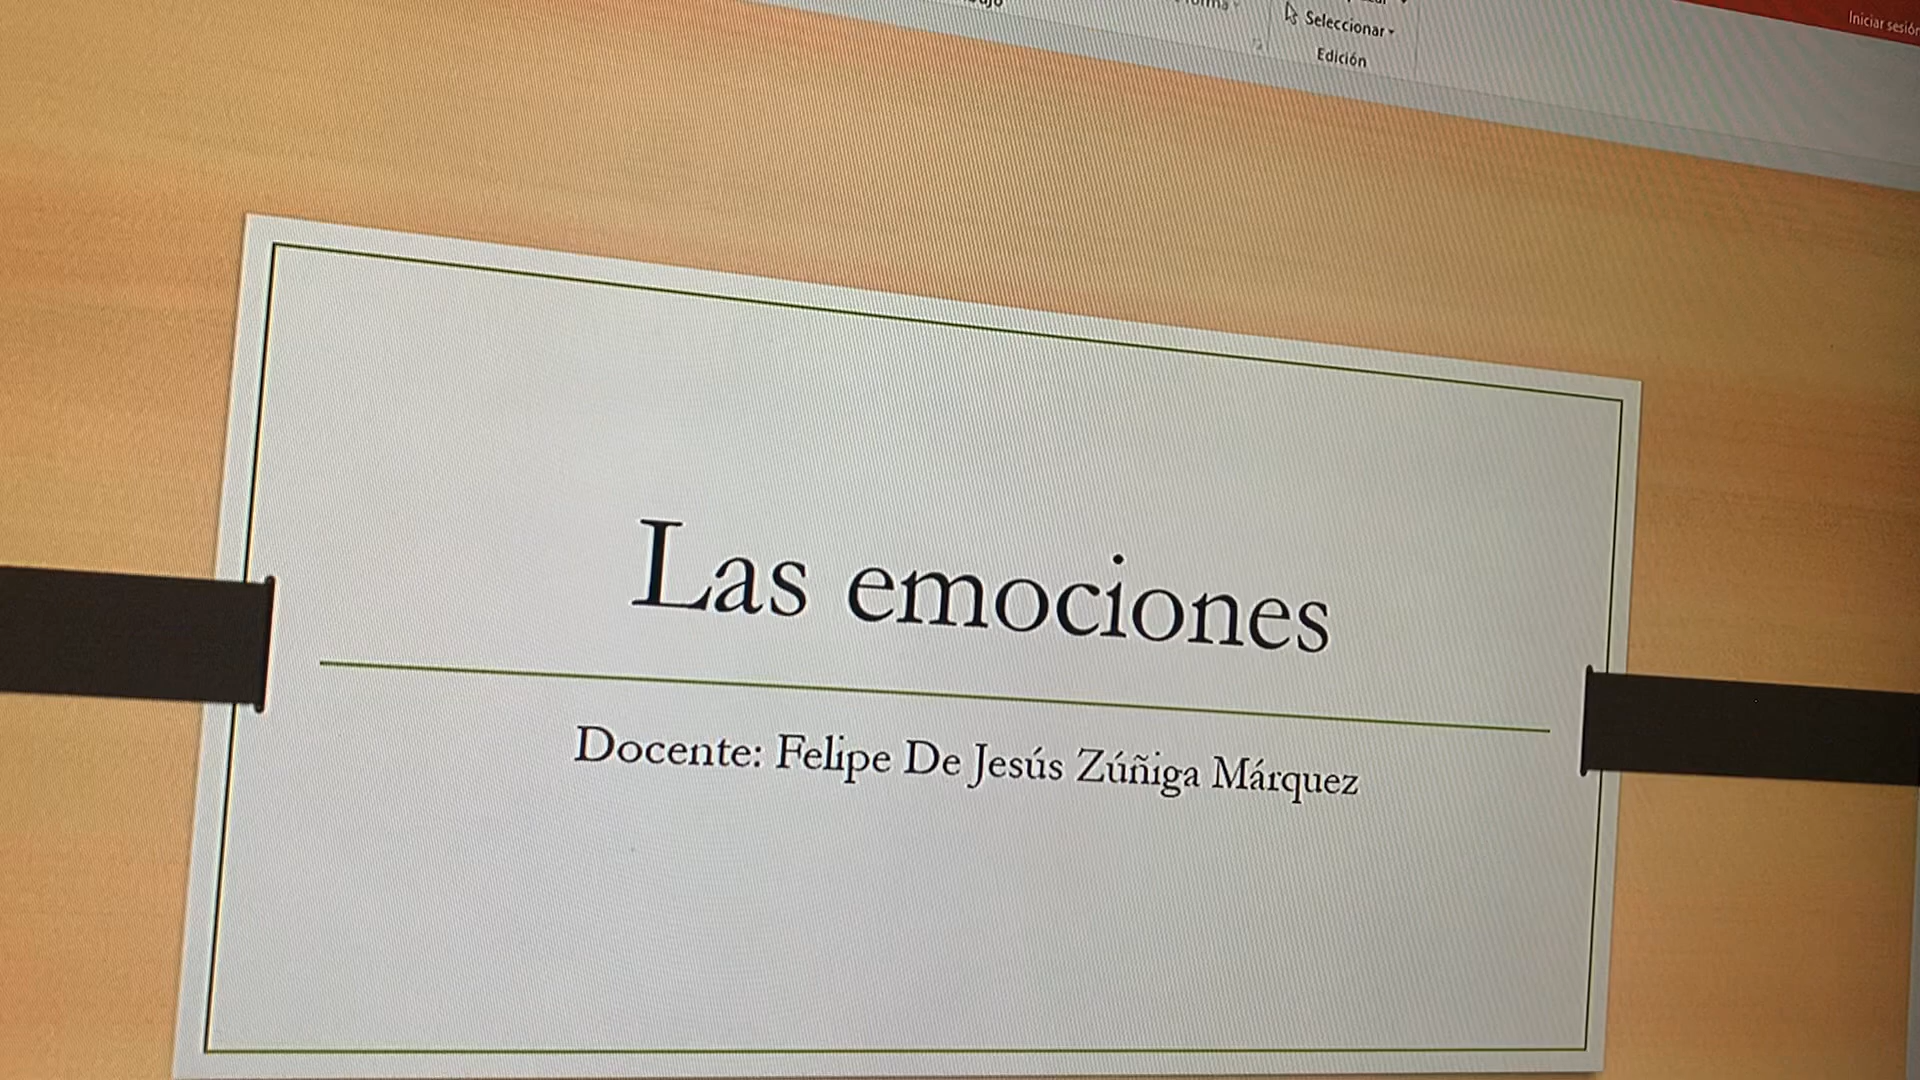 Seleccionar
Edición
Iniciar sesión
Las emociones
Docente: Felipe De Jesús Zúñiga Márquez